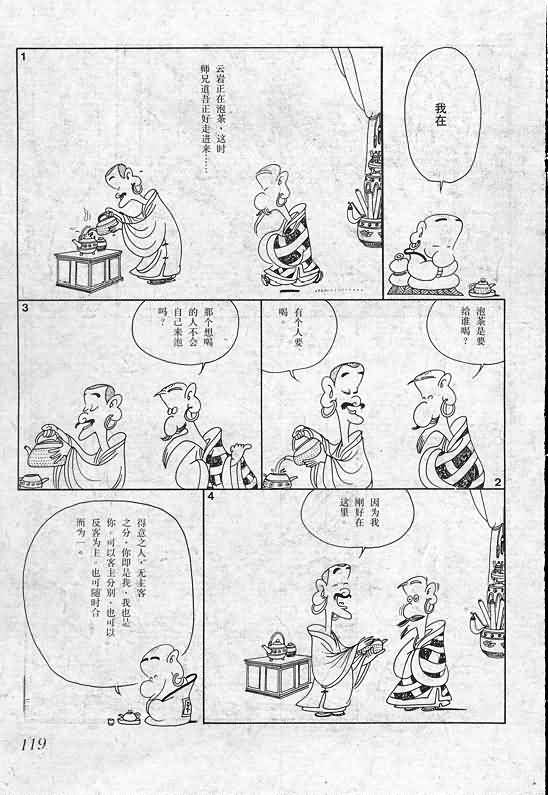 我在
1
云岩正在泡茶，这时
师兄道吾正好走进来……
泡茶是要
给谁喝？
有个人要
喝。
2
3
那个想喝
的人不会
自己来泡
吗？
4
因为我
刚好在
这里。
得意之人，无主客
之分，你即是我，我也是
你。可以客主分别，也可以
反客为主，也可随时合
而为一。
119